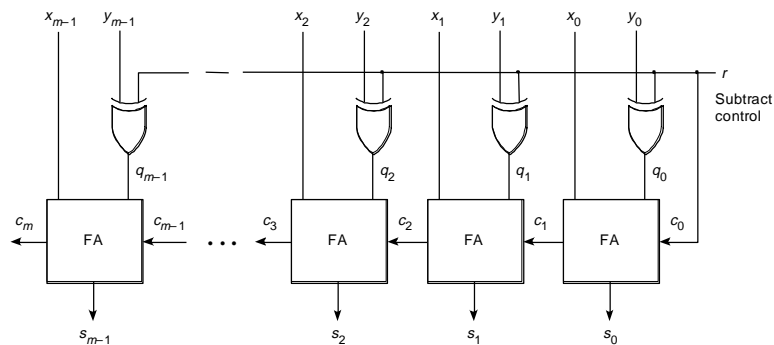 x_{m–1} y_{m–1} x_2 y_2 x_1 y_1 x_0 y_0
r
Subtract
control
q_{m–1} q_2 q_1 q_0
c_m c_{m–1} c_3 c_2 c_1 c_0
FA FA FA FA
s_{m–1} s_2 s_1 s_0